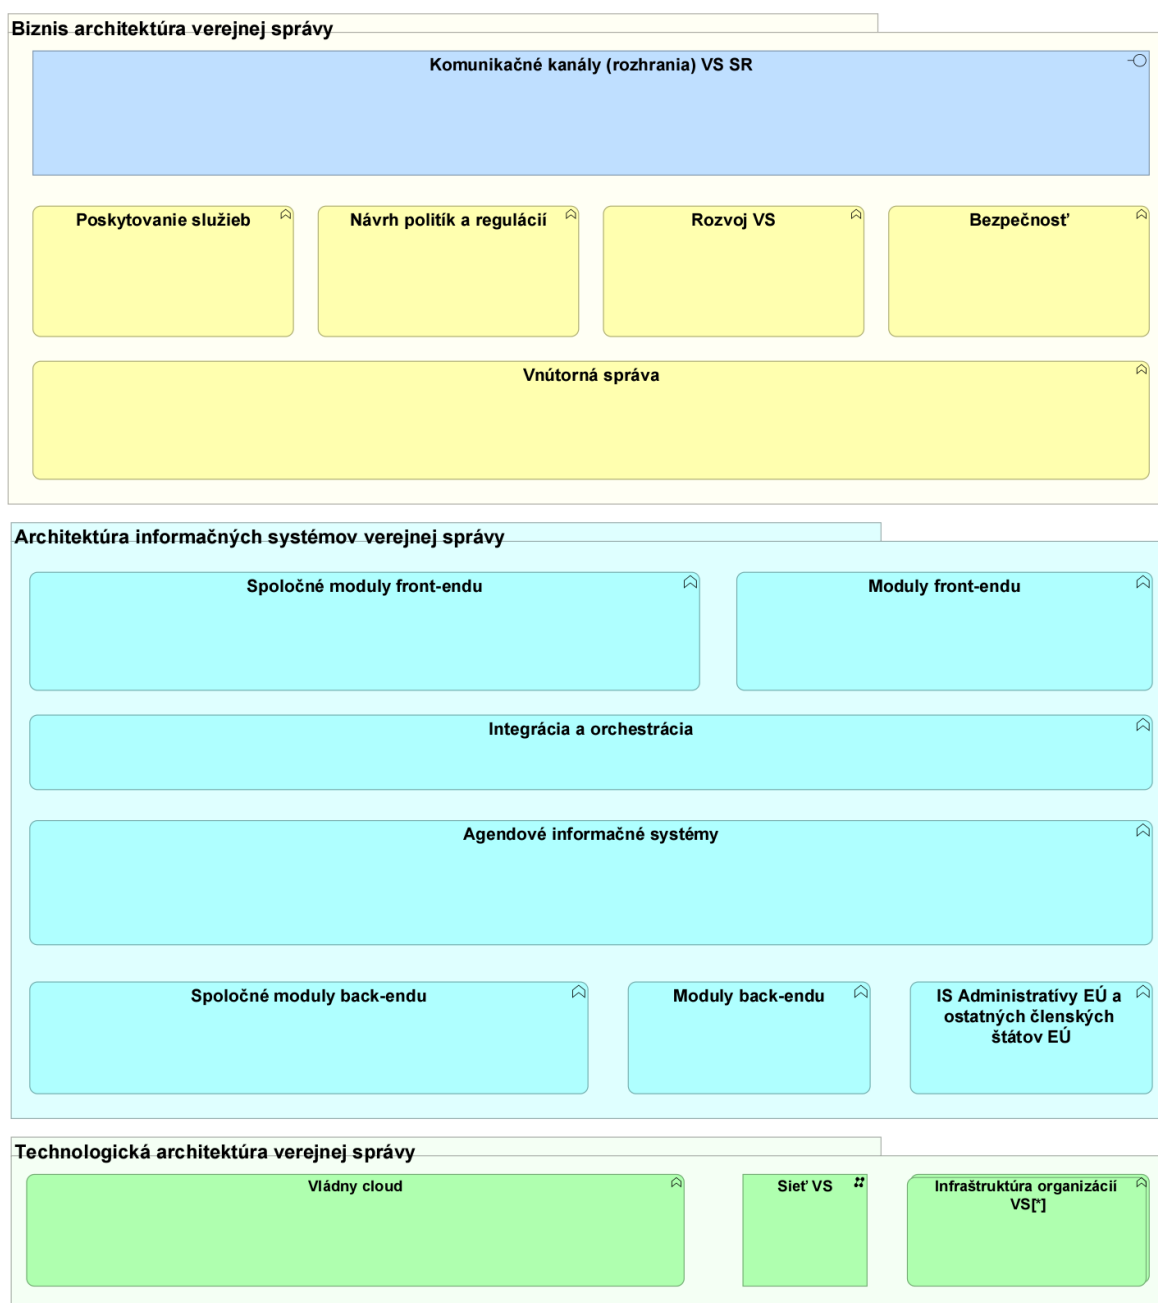 Biznis architektúra verejnej správy
Komunikačné kanály (rozhrania) VS SR
Poskytovanie služieb
Návrh politík a regulácií
Rozvoj VS
Bezpečnosť
Vnútorná správa
Architektúra informačných systémov verejnej správy
Spoločné moduly front-endu
Moduly front-endu
Integrácia a orchestrácia
Agendové informačné systémy
Spoločné moduly back-endu
Moduly back-endu
IS Administratívy EÚ a
ostatných členských
štátov EÚ
Technologická architektúra verejnej správy
Vládny cloud
Sieť VS
Infraštruktúra organizácií
VS[*]